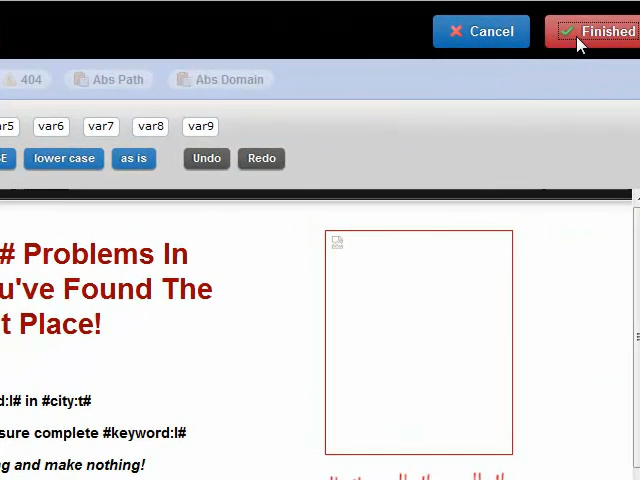 Cancel Finished
404 Abs Path Abs Domain
var6 var7 var8 var9
lower case as is Undo Redo
# Problems In
u've Found The
t Place!
d:l# in #city:t#
sure complete #keyword:l#
g and make nothing!